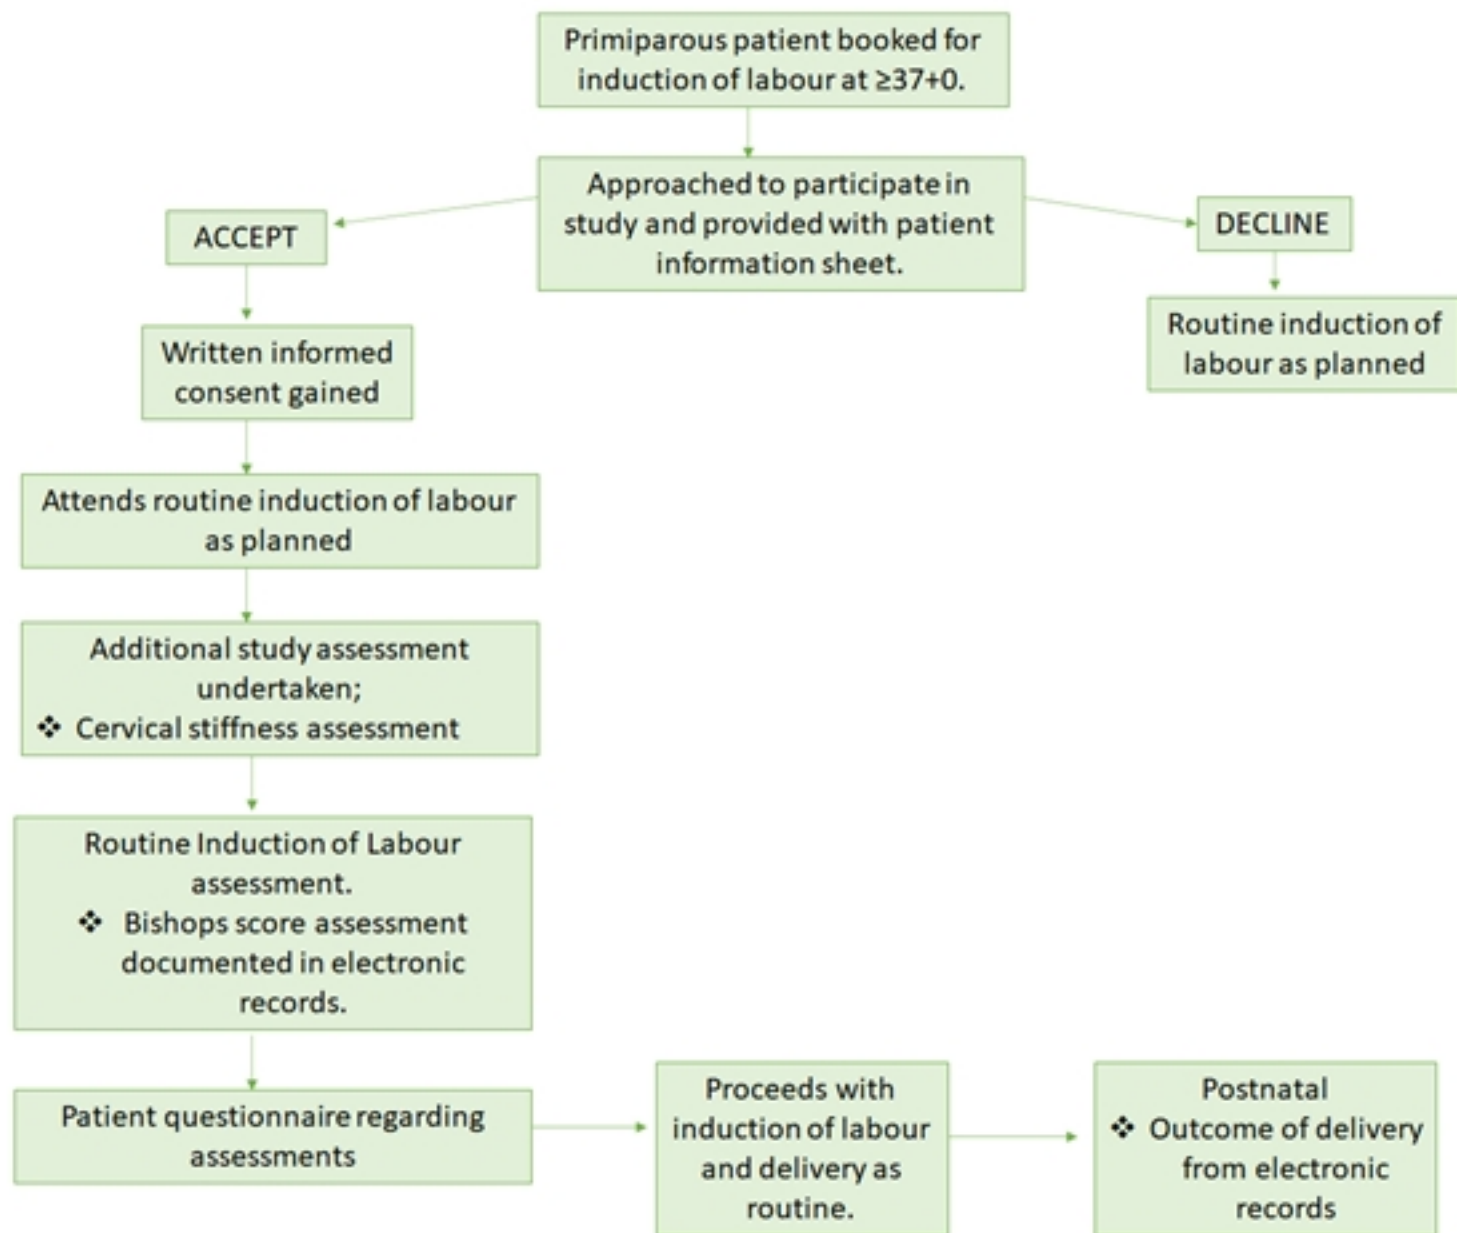 Primiparous patient booked for
induction of labour at ≥37+0.
Approached to participate in
study and provided with patient
information sheet.
ACCEPT
DECLINE
Written informed
consent gained
Routine induction of
labour as planned
Attends routine induction of labour
as planned
Additional study assessment
undertaken;
❖ Cervical stiffness assessment
Routine Induction of Labour
assessment.
❖ Bishops score assessment
documented in electronic
records.
Patient questionnaire regarding
assessments
Proceeds with
induction of labour
and delivery as
routine.
Postnatal
❖ Outcome of delivery
from electronic
records